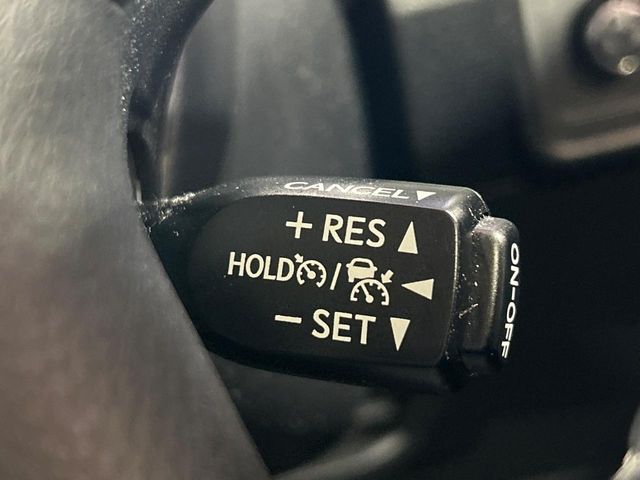 CANCEL▼
+ RES ▲
HOLD / ◀
− SET ▼
ON-OFF